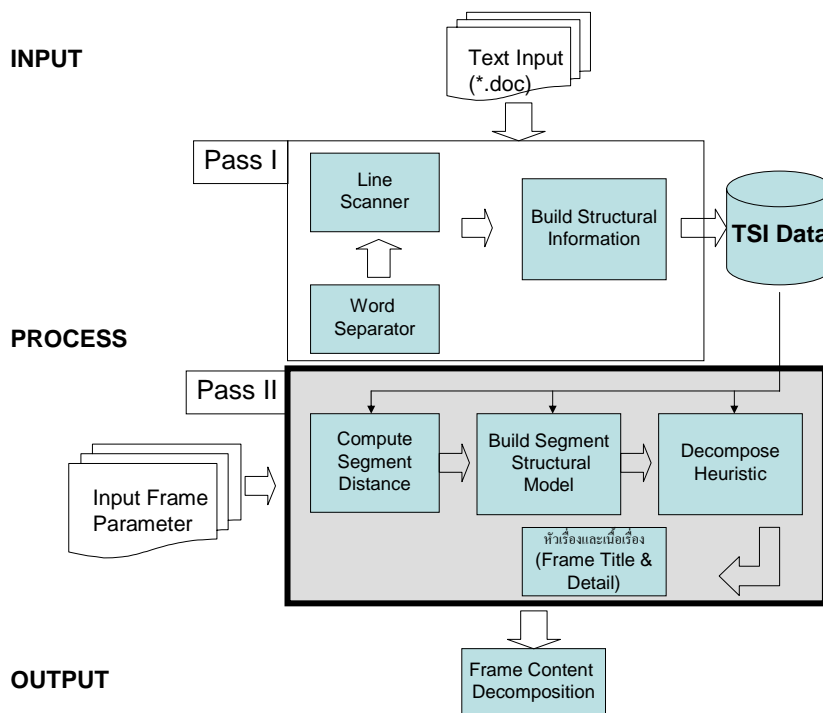 INPUT
Text Input
(*.doc)
Pass I
Line
Scanner
Build Structural
Information
TSI Data
Word
Separator
PROCESS
Pass II
Compute
Segment
Distance
Build Segment
Structural
Model
Decompose
Heuristic
Input Frame
Parameter
หัวเรื่องและเนื้อเรื่อง
(Frame Title &
Detail)
Frame Content
Decomposition
OUTPUT